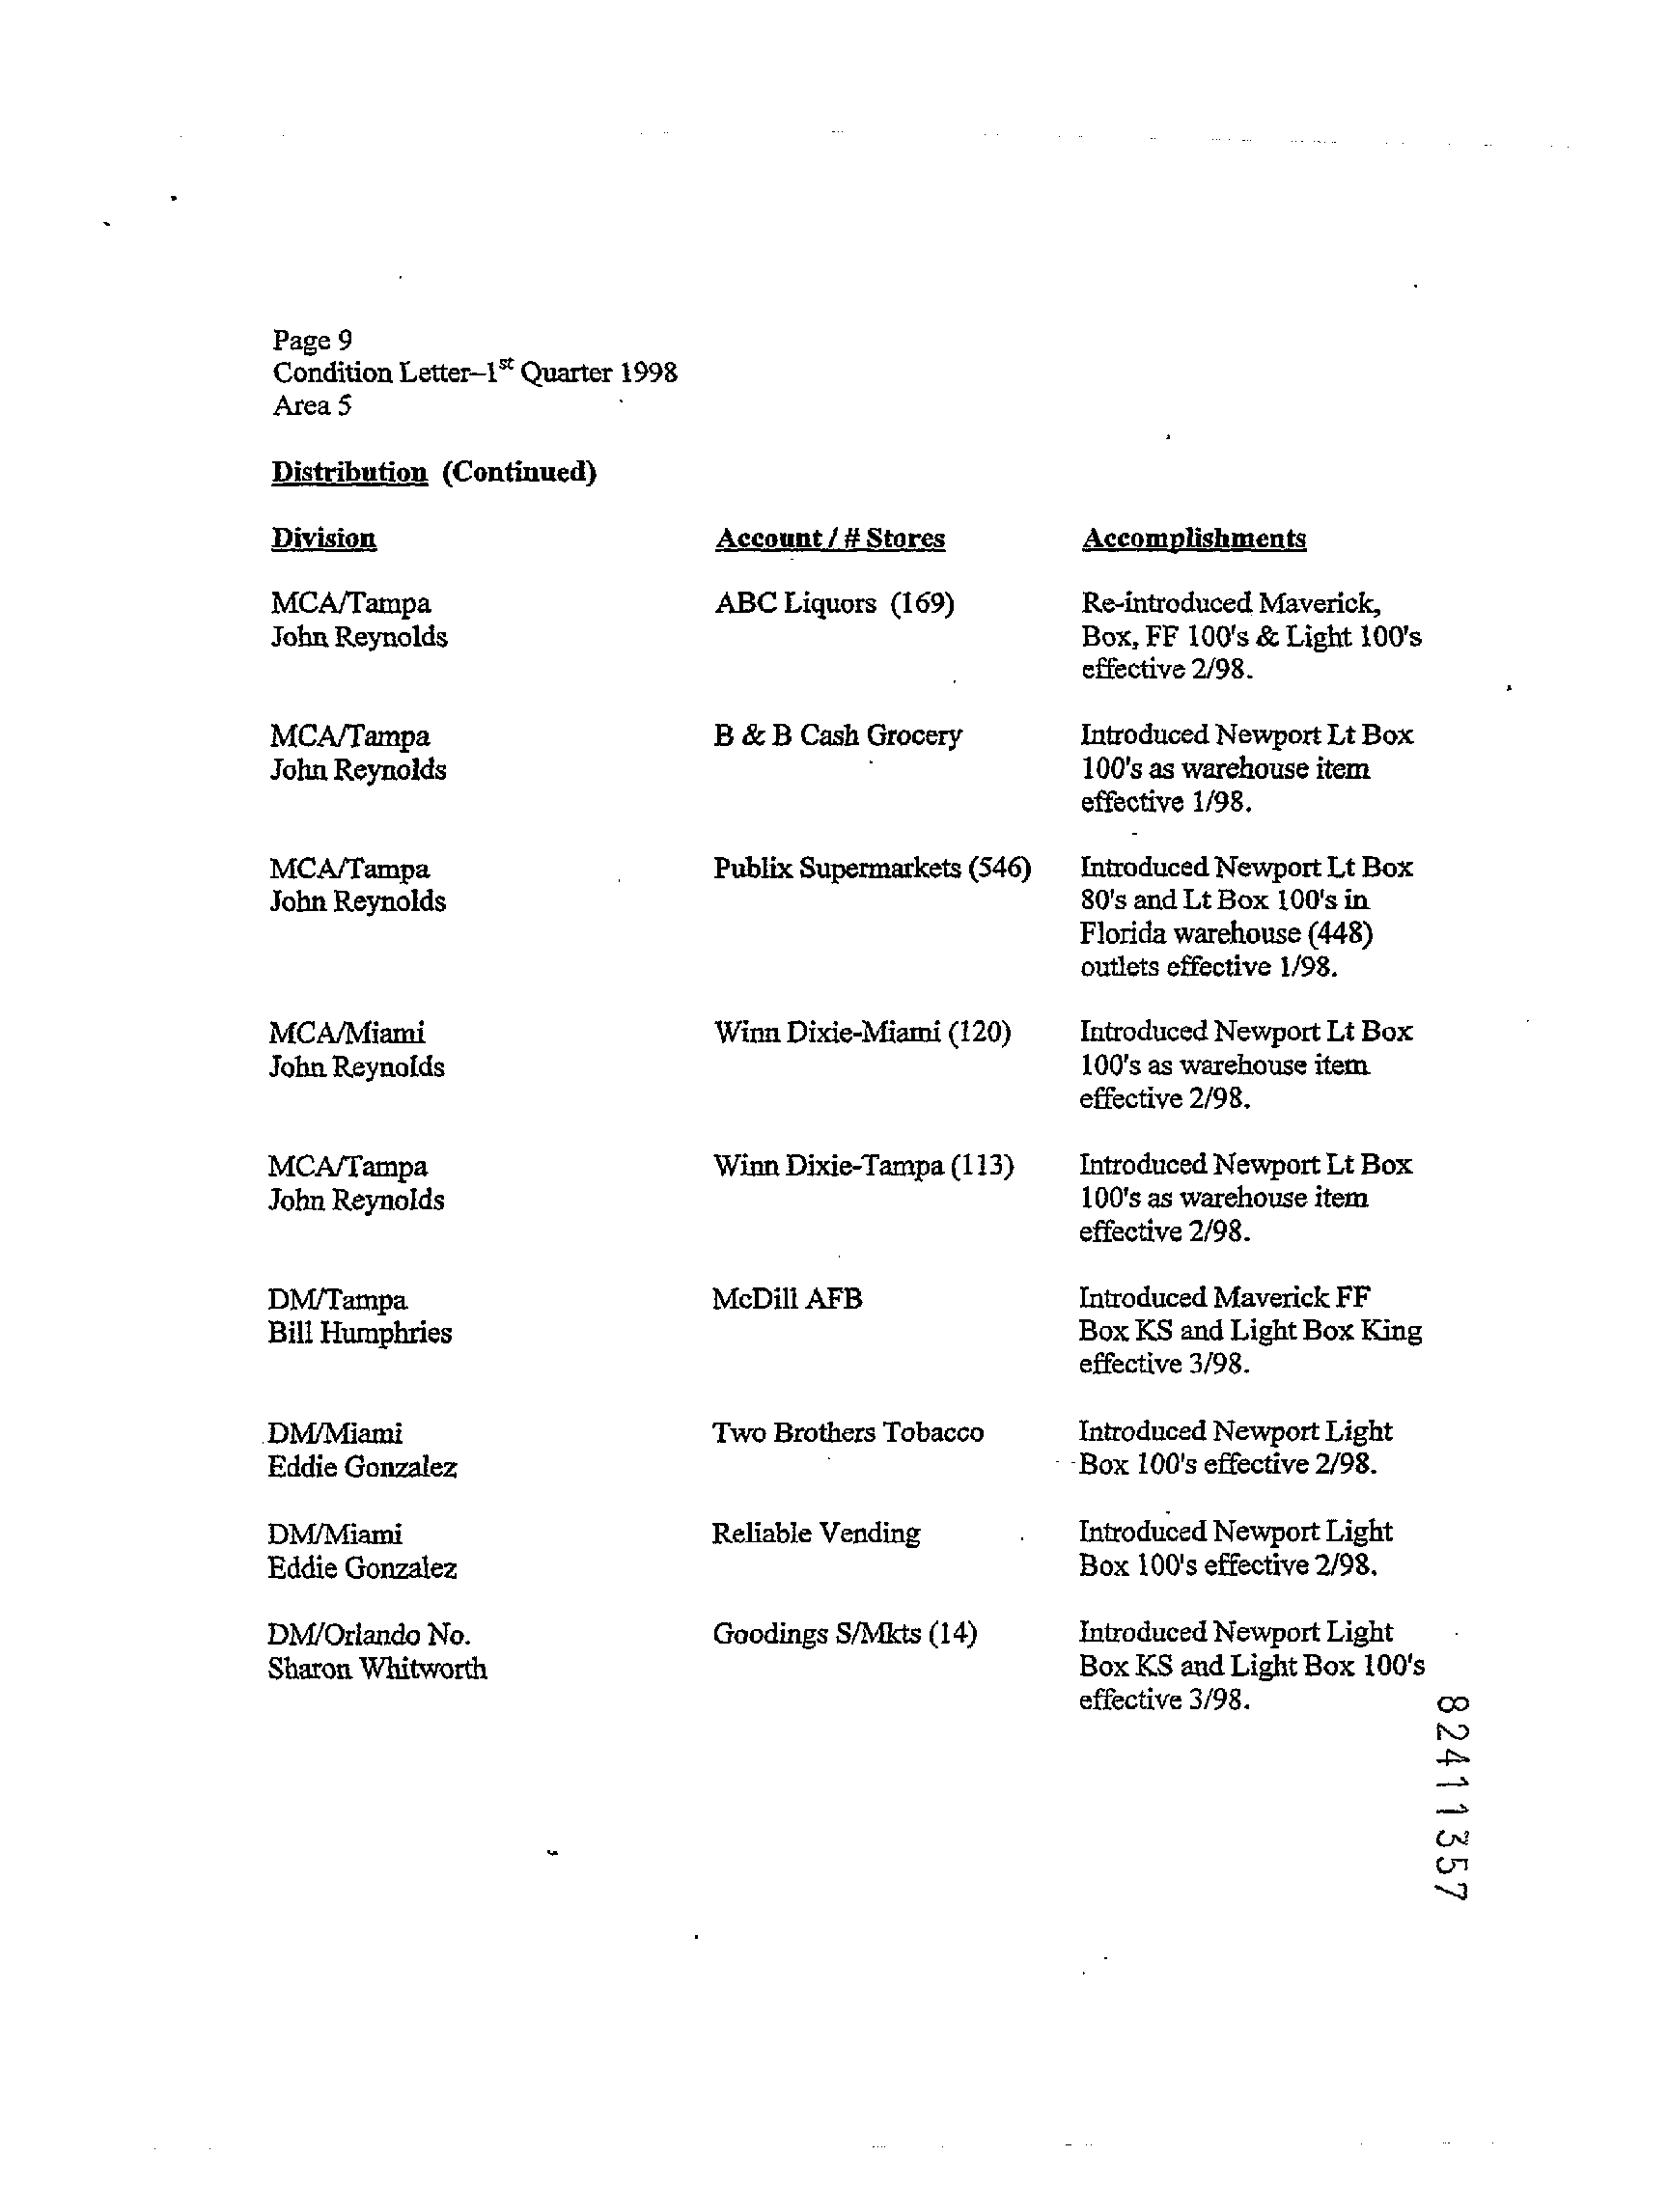 Page 9
Condition Letter–1st Quarter 1998
Area 5
Distribution (Continued)
Division Account / # Stores Accomplishments
MCA/Tampa ABC Liquors (169) Re-introduced Maverick,
John Reynolds Box, FF 100's & Light 100's
effective 2/98.
MCA/Tampa B & B Cash Grocery Introduced Newport Lt Box
John Reynolds 100's as warehouse item
effective 1/98.
MCA/Tampa Publix Supermarkets (546) Introduced Newport Lt Box
John Reynolds 80's and Lt Box 100's in
Florida warehouse (448)
outlets effective 1/98.
MCA/Miami Winn Dixie-Miami (120) Introduced Newport Lt Box
John Reynolds 100's as warehouse item
effective 2/98.
MCA/Tampa Winn Dixie-Tampa (113) Introduced Newport Lt Box
John Reynolds 100's as warehouse item
effective 2/98.
DM/Tampa McDill AFB Introduced Maverick FF
Bill Humphries Box KS and Light Box King
effective 3/98.
DM/Miami Two Brothers Tobacco Introduced Newport Light
Eddie Gonzalez Box 100's effective 2/98.
DM/Miami Reliable Vending Introduced Newport Light
Eddie Gonzalez Box 100's effective 2/98.
DM/Orlando No. Goodings S/Mkts (14) Introduced Newport Light
Sharon Whitworth Box KS and Light Box 100's
effective 3/98.
82411357